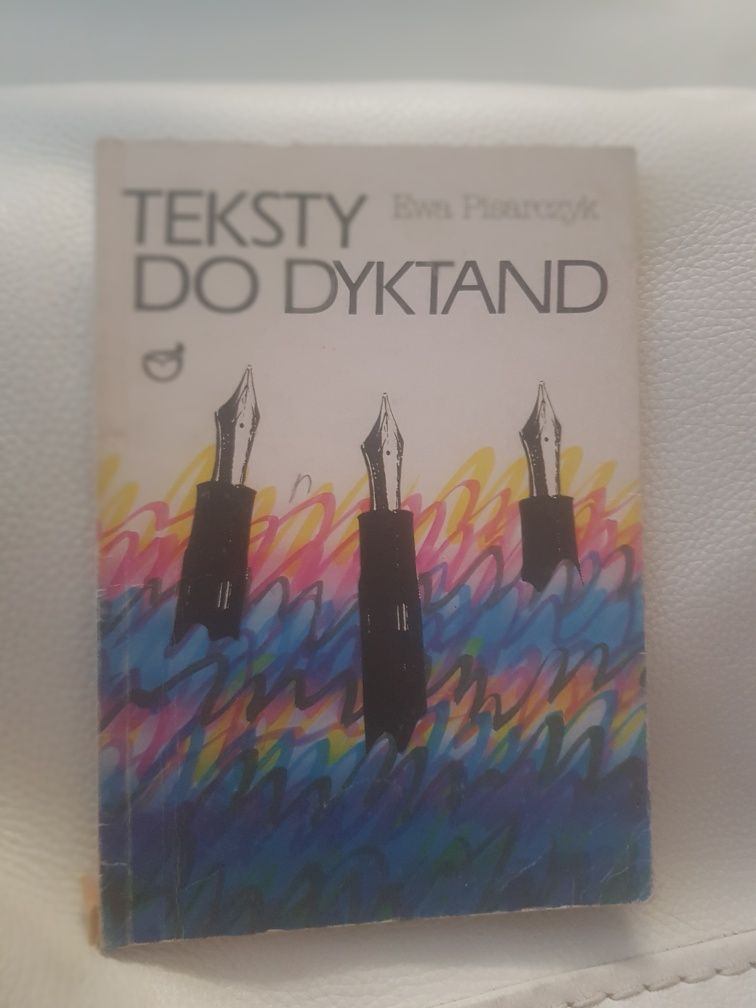 TEKSTY
Ewa Pisarczyk
DO DYKTAND
n